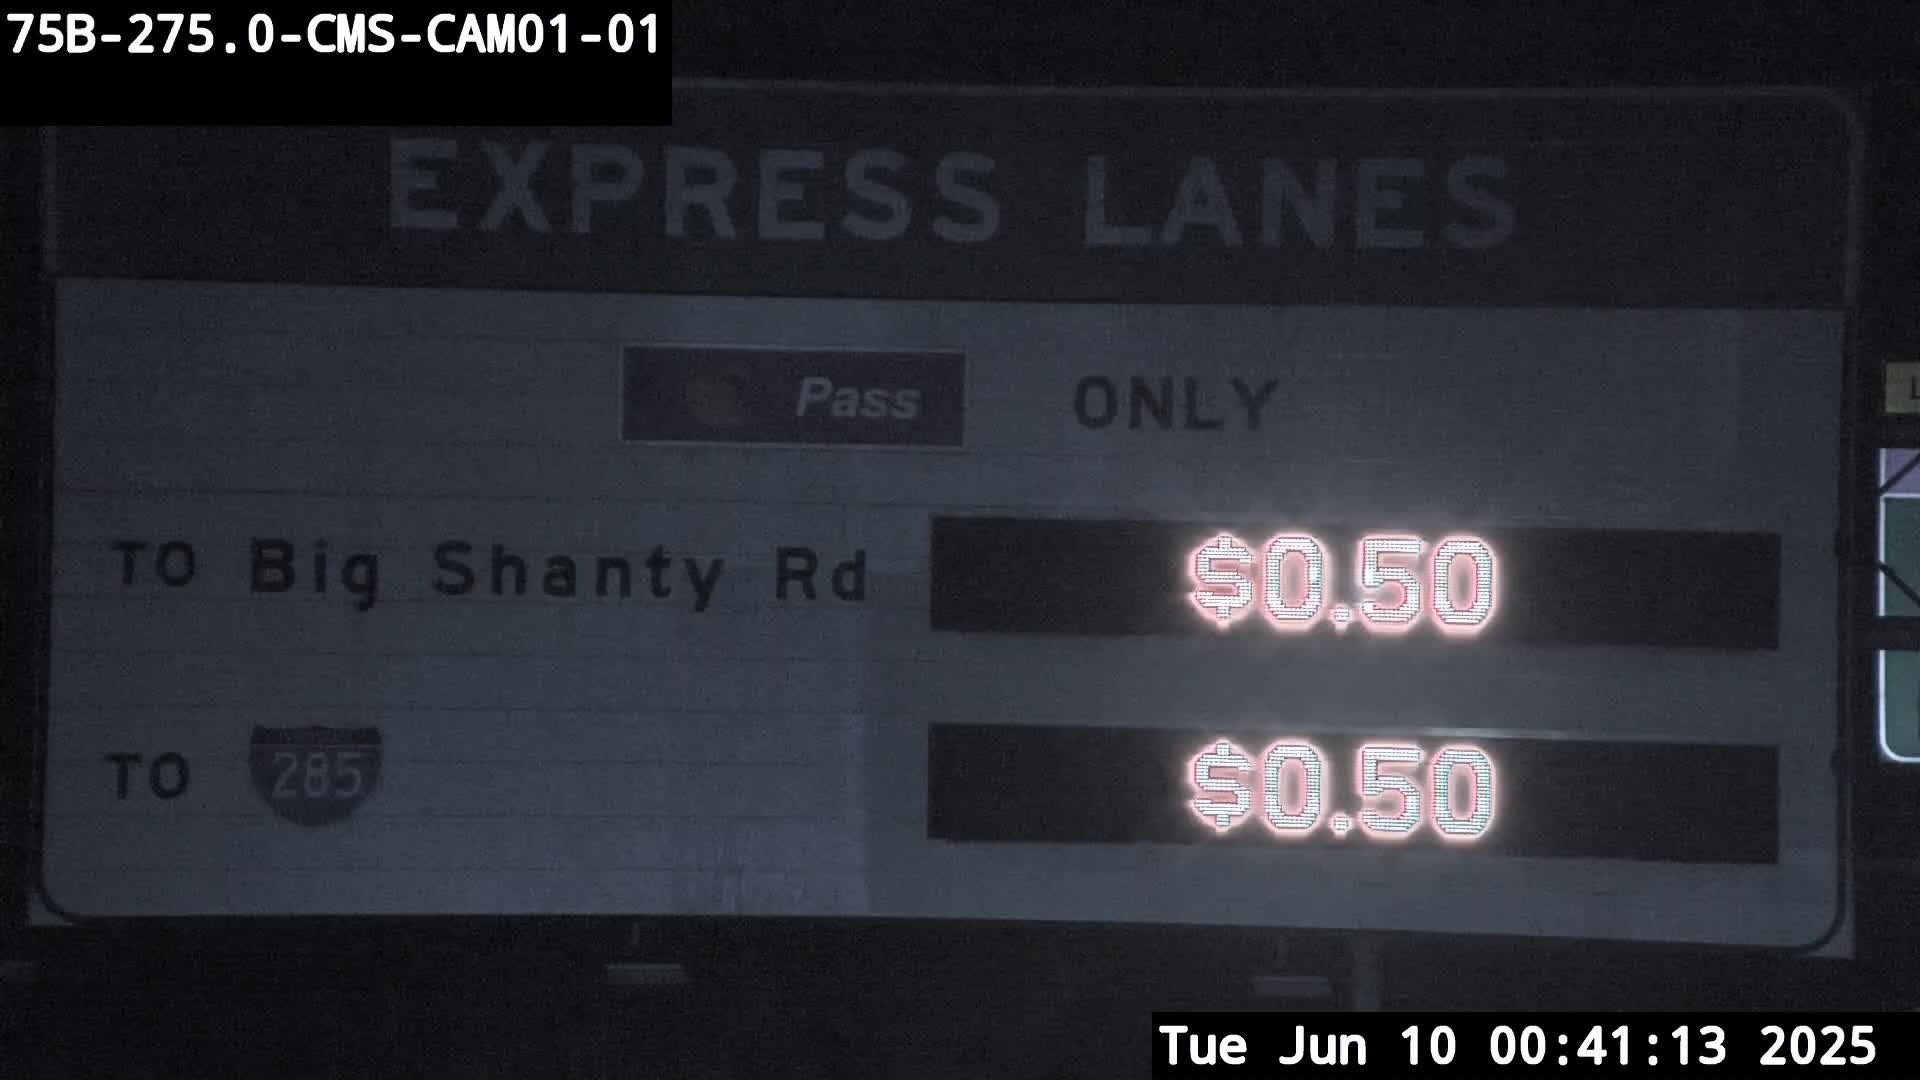 75B-275.0-CMS-CAM01-01
EXPRESS LANES
Pass ONLY
TO Big Shanty Rd $0.50
TO 285 $0.50
Tue Jun 10 00:41:13 2025